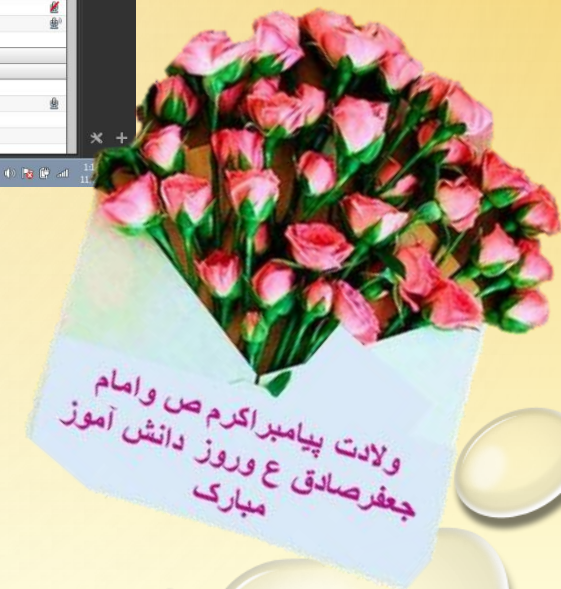 ولادت پیامبراکرم ص وامام
جعفرصادق ع وروز دانش آموز
مبارک